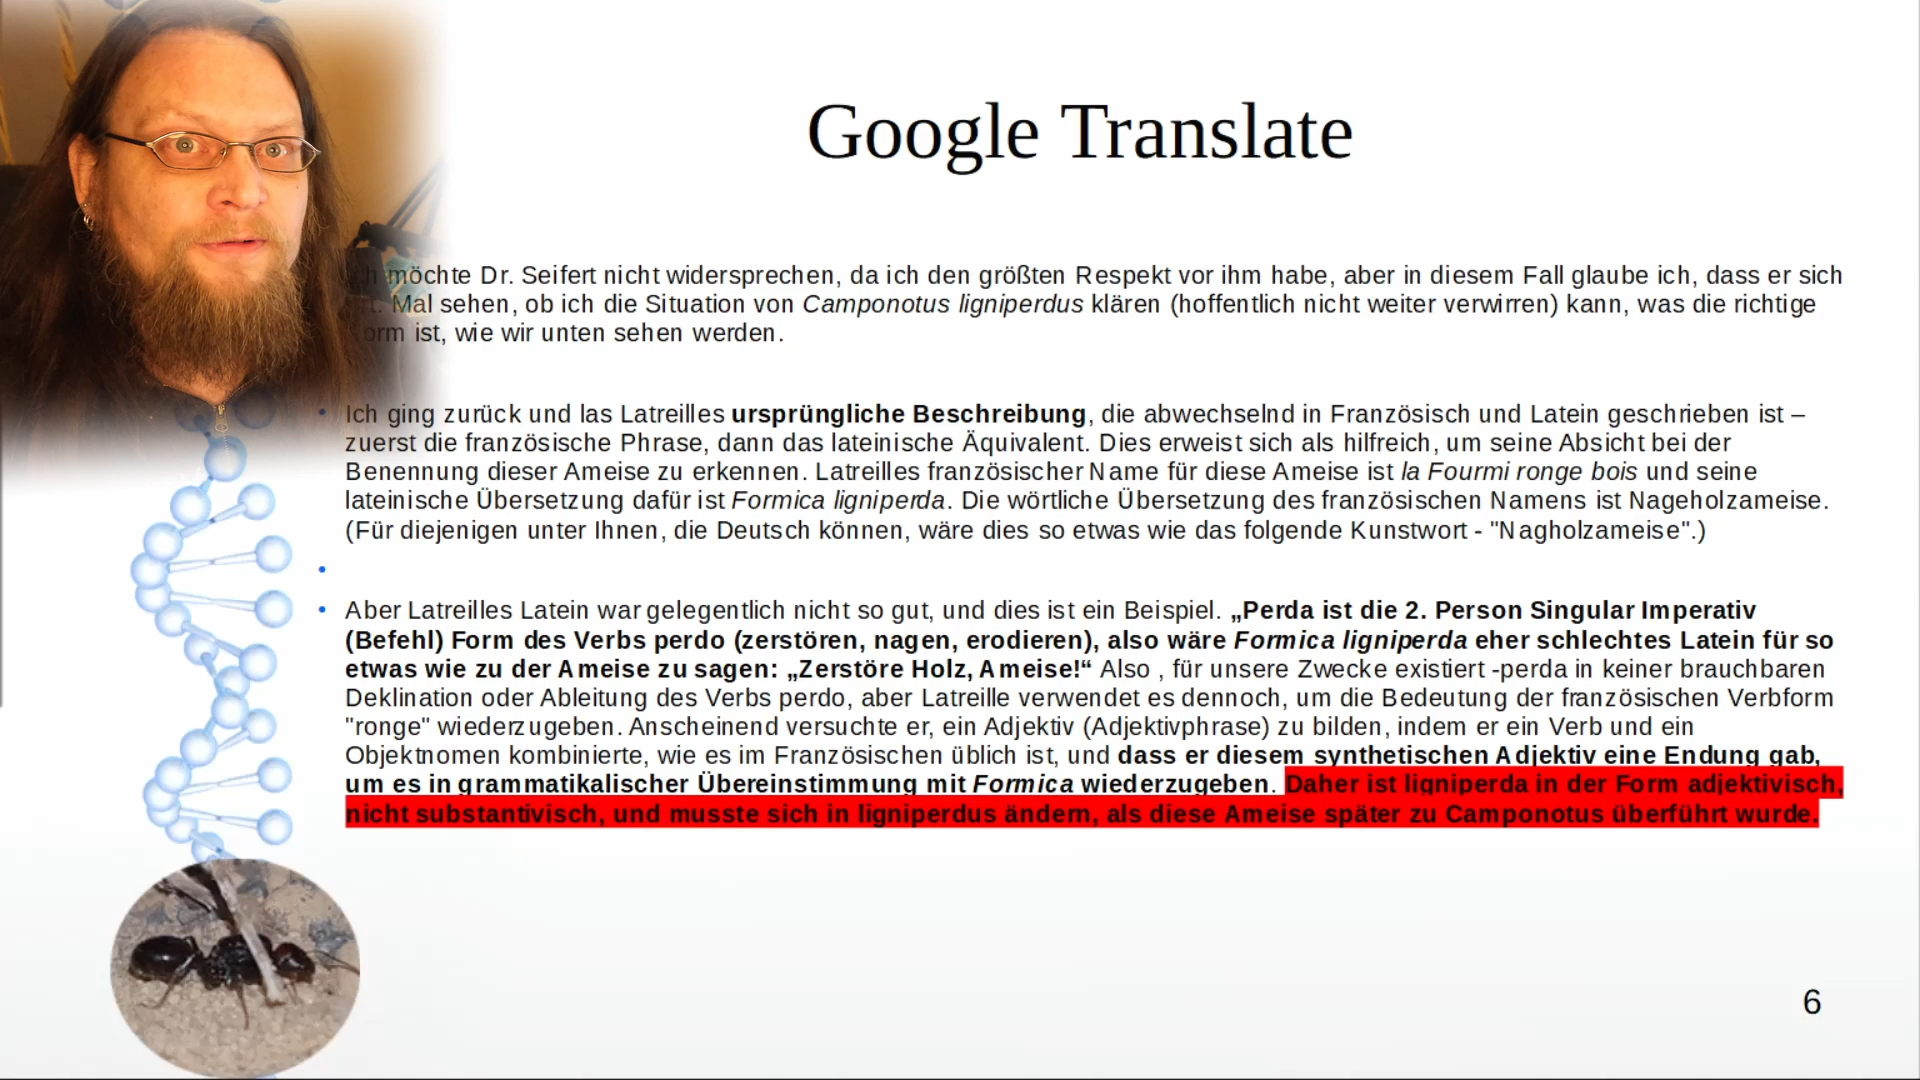 Google Translate
möchte Dr. Seifert nicht widersprechen, da ich den größten Respekt vor ihm habe, aber in diesem Fall glaube ich, dass er sich
Mal sehen, ob ich die Situation von Camponotus ligniperdus klären (hoffentlich nicht weiter verwirren) kann, was die richtige
ist, wie wir unten sehen werden.
Ich ging zurück und las Latreilles ursprüngliche Beschreibung, die abwechselnd in Französisch und Latein geschrieben ist –
zuerst die französische Phrase, dann das lateinische Äquivalent. Dies erweist sich als hilfreich, um seine Absicht bei der
Benennung dieser Ameise zu erkennen. Latreilles französischer Name für diese Ameise ist la Fourmi ronge bois und seine
lateinische Übersetzung dafür ist Formica ligniperda. Die wörtliche Übersetzung des französischen Namens ist Nageholzameise.
(Für diejenigen unter Ihnen, die Deutsch können, wäre dies so etwas wie das folgende Kunstwort - "Nagholzameise".)
Aber Latreilles Latein war gelegentlich nicht so gut, und dies ist ein Beispiel. „Perda ist die 2. Person Singular Imperativ
(Befehl) Form des Verbs perdo (zerstören, nagen, erodieren), also wäre Formica ligniperda eher schlechtes Latein für so
etwas wie zu der Ameise zu sagen: „Zerstöre Holz, Ameise!“ Also , für unsere Zwecke existiert -perda in keiner brauchbaren
Deklination oder Ableitung des Verbs perdo, aber Latreille verwendet es dennoch, um die Bedeutung der französischen Verbform
"ronge" wiederzugeben. Anscheinend versuchte er, ein Adjektiv (Adjektivphrase) zu bilden, indem er ein Verb und ein
Objektnomen kombinierte, wie es im Französischen üblich ist, und dass er diesem synthetischen Adjektiv eine Endung gab,
um es in grammatikalischer Übereinstimmung mit Formica wiederzugeben. Daher ist ligniperda in der Form adjektivisch,
nicht substantivisch, und musste sich in ligniperdus ändern, als diese Ameise später zu Camponotus überführt wurde.
6